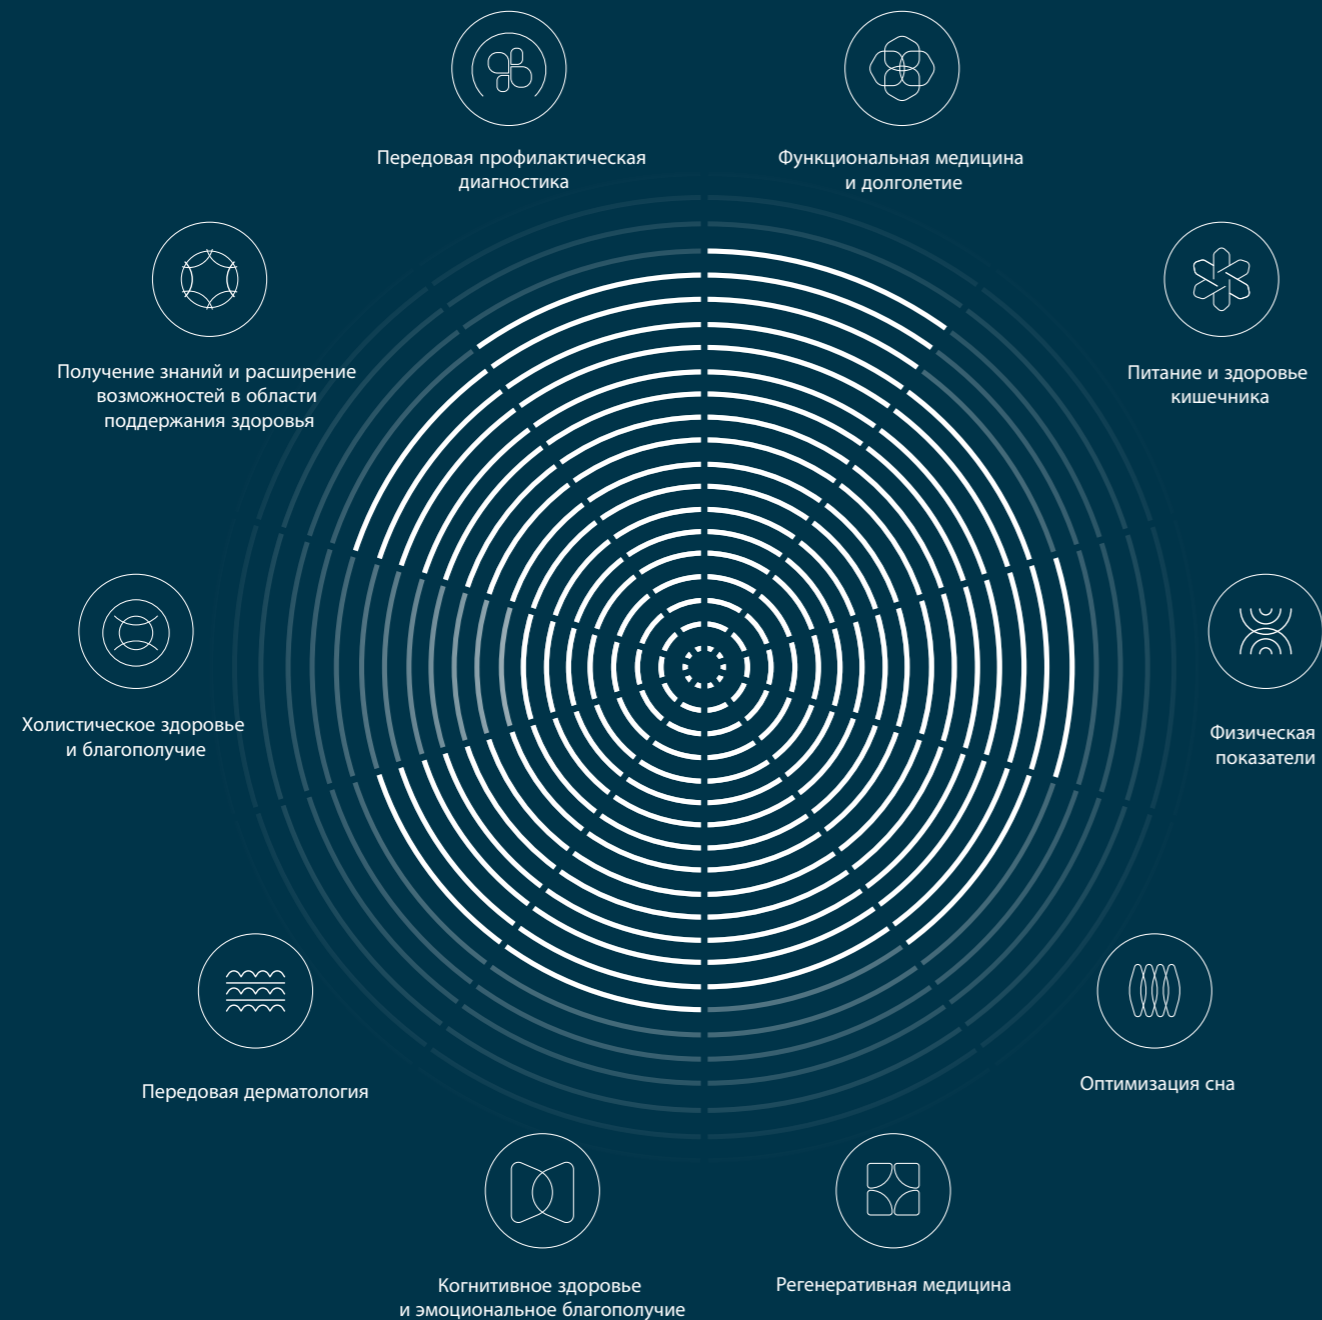 Передовая профилактическая
диагностика
Функциональная медицина
и долголетие
Получение знаний и расширение
возможностей в области
поддержания здоровья
Питание и здоровье
кишечника
Холистическое здоровье
и благополучие
Физическая
показатели
Передовая дерматология
Оптимизация сна
Когнитивное здоровье
и эмоциональное благополучие
Регенеративная медицина